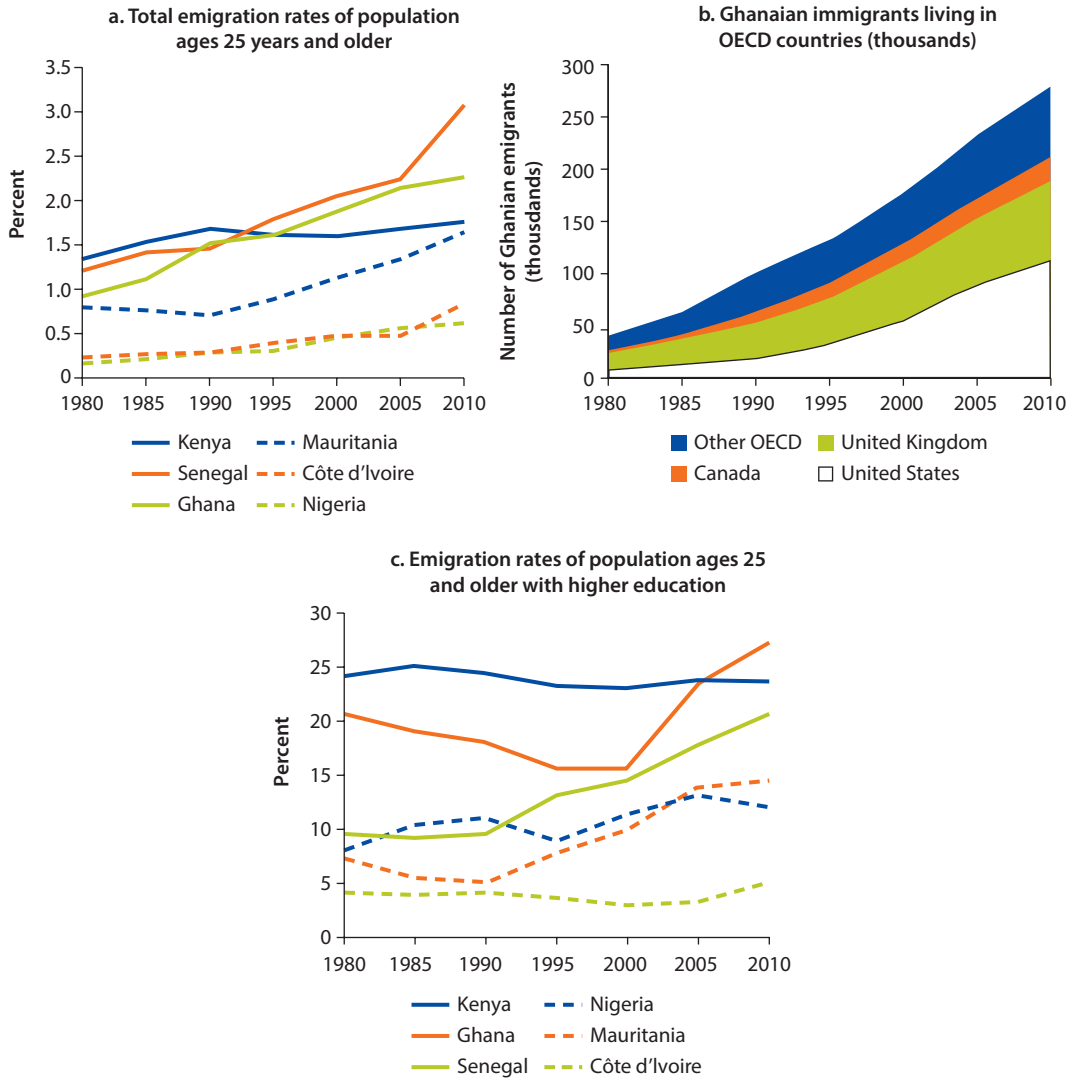 a. Total emigration rates of population
ages 25 years and older
Percent
3.5
3.0
2.5
2.0
1.5
1.0
0.5
0
1980 1985 1990 1995 2000 2005 2010
Kenya Mauritania
Senegal Côte d'Ivoire
Ghana Nigeria
b. Ghanaian immigrants living in
OECD countries (thousands)
Number of Ghanian emigrants
(thousands)
300
250
200
150
100
50
0
1980 1985 1990 1995 2000 2005 2010
Other OECD United Kingdom
Canada United States
c. Emigration rates of population ages 25
and older with higher education
Percent
30
25
20
15
10
5
0
1980 1985 1990 1995 2000 2005 2010
Kenya Nigeria
Ghana Mauritania
Senegal Côte d'Ivoire